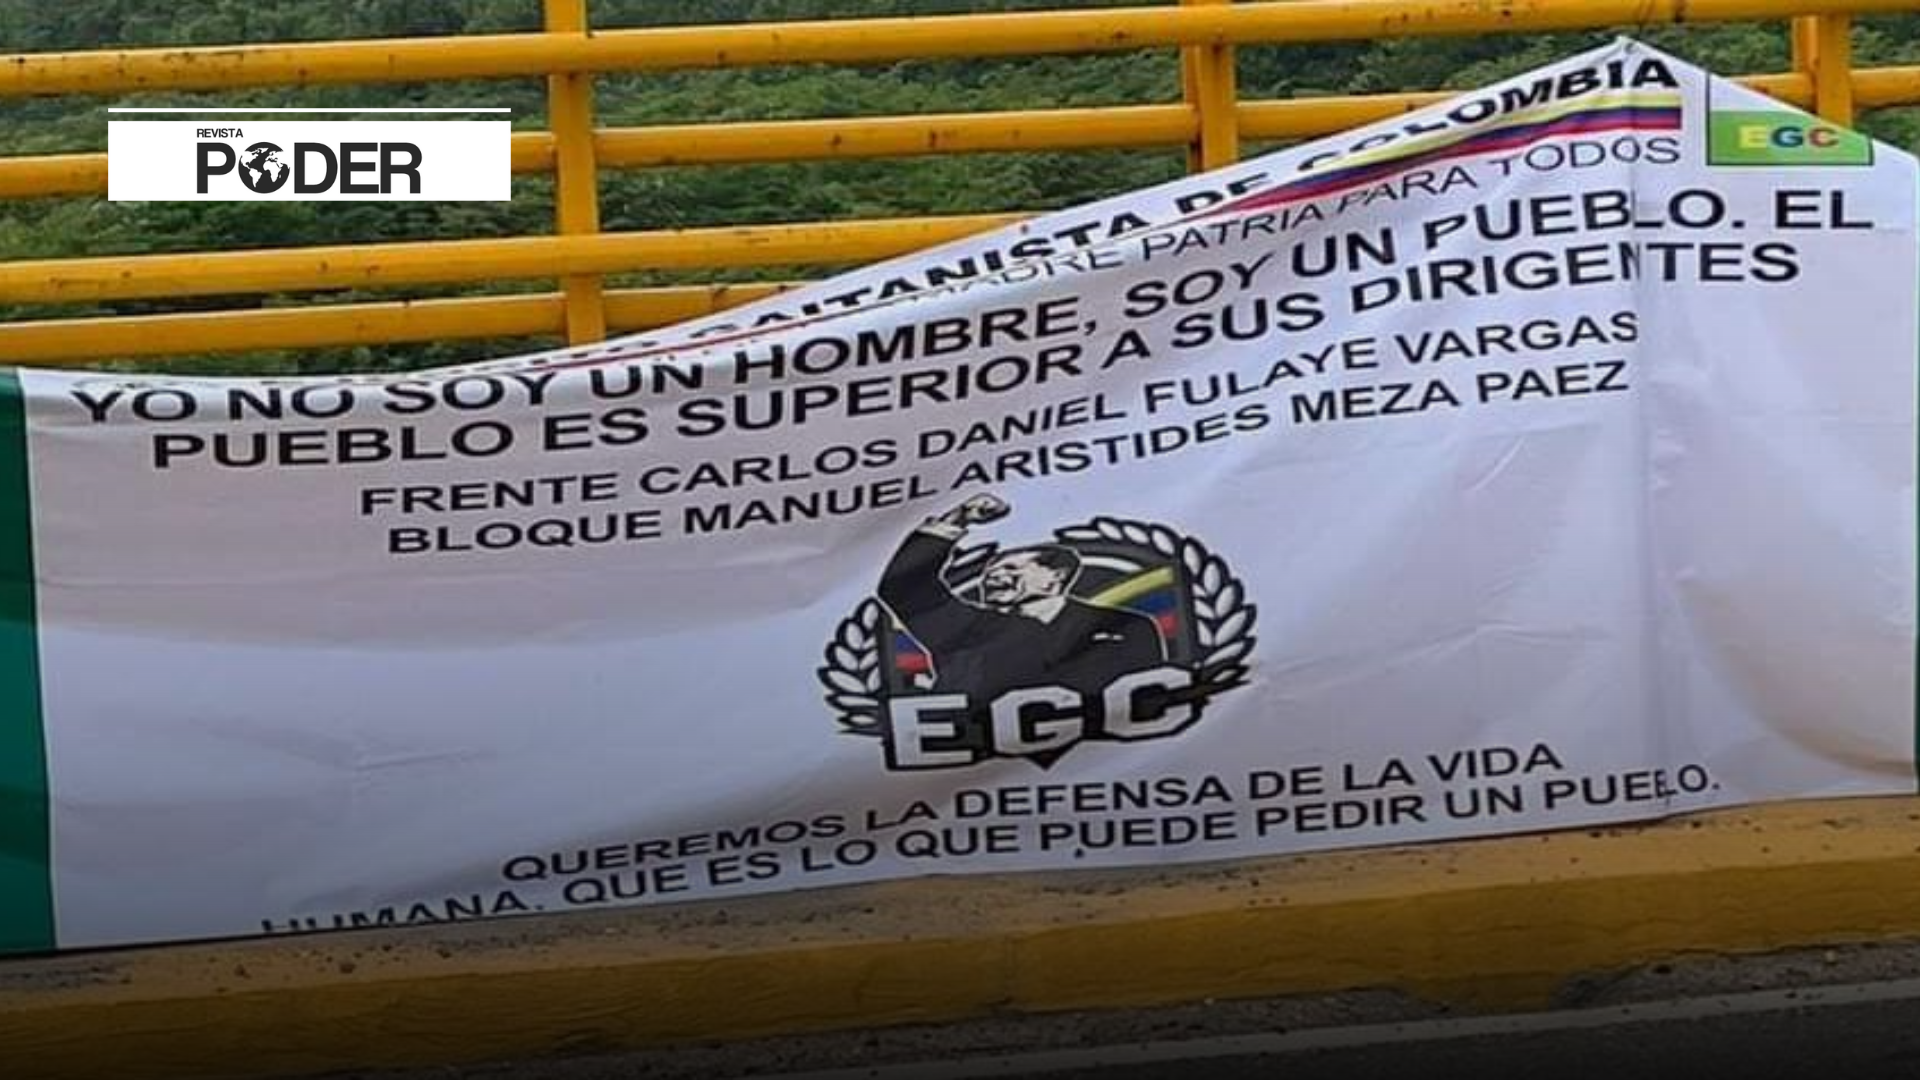 REVISTA
PODER
GAITANISTA DE COLOMBIA
PATRIA PARA TODOS
EGC
YO NO SOY UN HOMBRE, SOY UN PUEBLO. EL
PUEBLO ES SUPERIOR A SUS DIRIGENTES
FRENTE CARLOS DANIEL FULAYE VARGAS
BLOQUE MANUEL ARISTIDES MEZA PAEZ
EGC
QUEREMOS LA DEFENSA DE LA VIDA
HUMANA. QUE ES LO QUE PUEDE PEDIR UN PUEBLO.